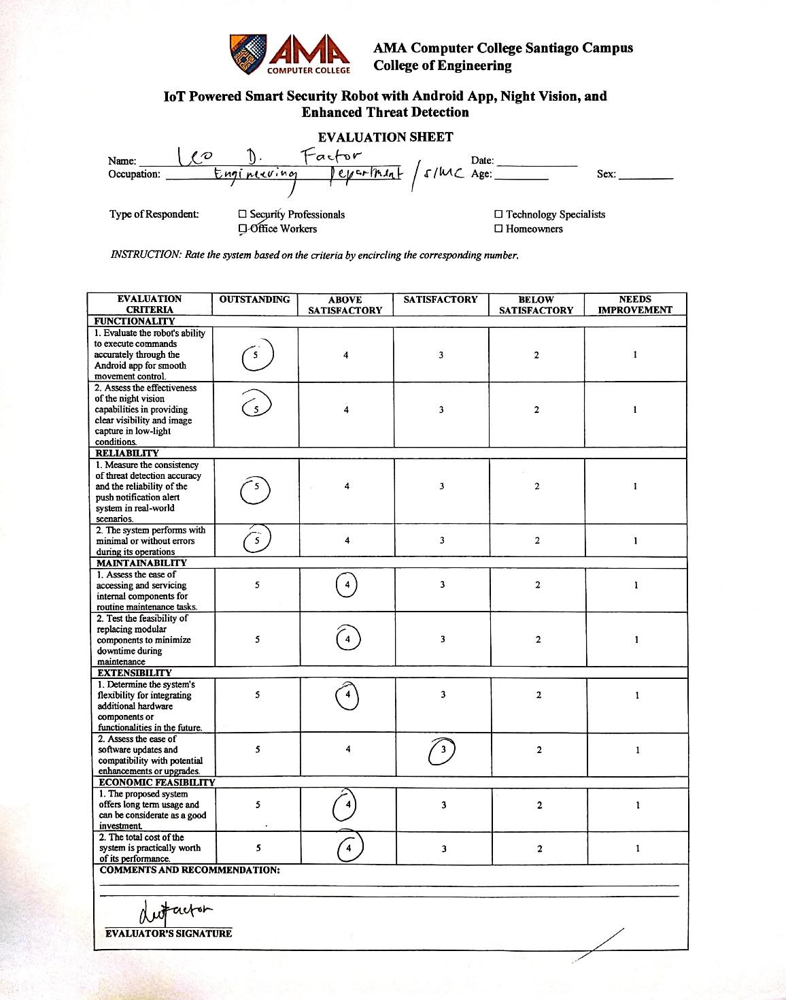 AMA
COMPUTER COLLEGE
AMA Computer College Santiago Campus
College of Engineering
IoT Powered Smart Security Robot with Android App, Night Vision, and
Enhanced Threat Detection
EVALUATION SHEET
Name: Leo D. Factor Date:
Occupation: Engineering Department / S/MC Age: Sex:
Type of Respondent: ☐ Security Professionals ☐ Technology Specialists
☐ Office Workers ☐ Homeowners
INSTRUCTION: Rate the system based on the criteria by encircling the corresponding number.
EVALUATION CRITERIA OUTSTANDING ABOVE SATISFACTORY SATISFACTORY BELOW SATISFACTORY NEEDS IMPROVEMENT
FUNCTIONALITY
1. Evaluate the robot's ability
to execute commands
accurately through the
Android app for smooth
movement control.
5 4 3 2 1
2. Assess the effectiveness
of the night vision
capabilities in providing
clear visibility and image
capture in low-light
conditions.
5 4 3 2 1
RELIABILITY
1. Measure the consistency
of threat detection accuracy
and the reliability of the
push notification alert
system in real-world
scenarios.
5 4 3 2 1
2. The system performs with
minimal or without errors
during its operations
5 4 3 2 1
MAINTAINABILITY
1. Assess the ease of
accessing and servicing
internal components for
routine maintenance tasks.
5 4 3 2 1
2. Test the feasibility of
replacing modular
components to minimize
downtime during
maintenance
5 4 3 2 1
EXTENSIBILITY
1. Determine the system's
flexibility for integrating
additional hardware
components or
functionalities in the future.
5 4 3 2 1
2. Assess the ease of
software updates and
compatibility with potential
enhancements or upgrades.
5 4 3 2 1
ECONOMIC FEASIBILITY
1. The proposed system
offers long term usage and
can be considerate as a good
investment.
5 4 3 2 1
2. The total cost of the
system is practically worth
of its performance.
5 4 3 2 1
COMMENTS AND RECOMMENDATION:
EVALUATOR'S SIGNATURE